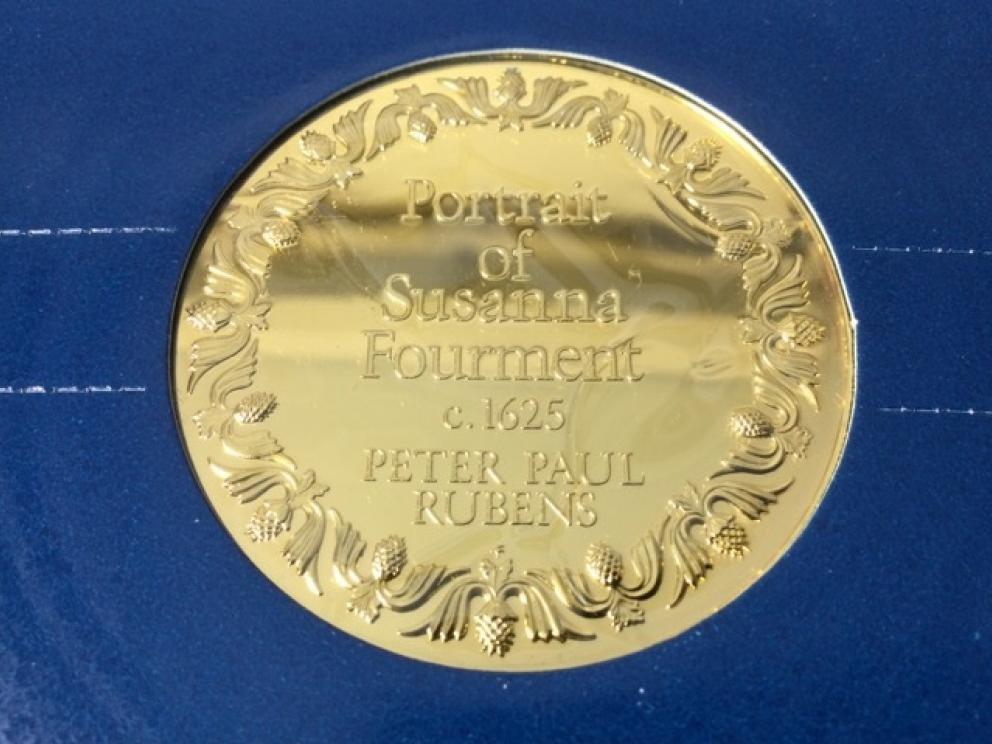 Portrait
of
Susanna
Fourment
c. 1625
PETER PAUL
RUBENS